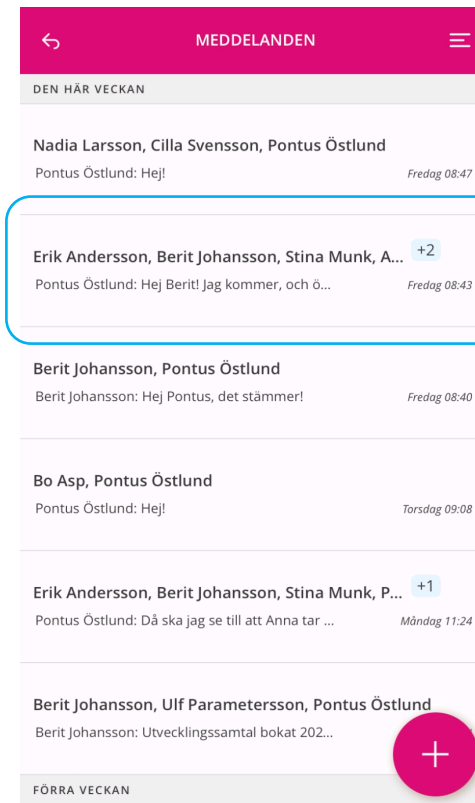 MEDDELANDEN
DEN HÄR VECKAN
Nadia Larsson, Cilla Svensson, Pontus Östlund
Pontus Östlund: Hej! Fredag 08:47
Erik Andersson, Berit Johansson, Stina Munk, A... +2
Pontus Östlund: Hej Berit! Jag kommer, och ö... Fredag 08:43
Berit Johansson, Pontus Östlund
Berit Johansson: Hej Pontus, det stämmer! Fredag 08:40
Bo Asp, Pontus Östlund
Pontus Östlund: Hej! Torsdag 09:08
Erik Andersson, Berit Johansson, Stina Munk, P... +1
Pontus Östlund: Då ska jag se till att Anna tar ... Måndag 11:24
Berit Johansson, Ulf Parametersson, Pontus Östlund
Berit Johansson: Utvecklingssamtal bokat 202...
FÖRRA VECKAN